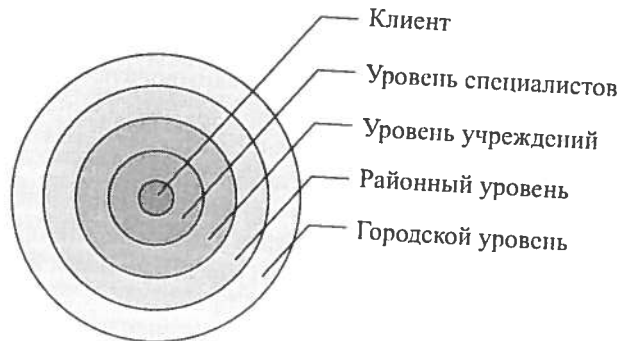 Клиент
Уровень специалистов
Уровень учреждений
Районный уровень
Городской уровень